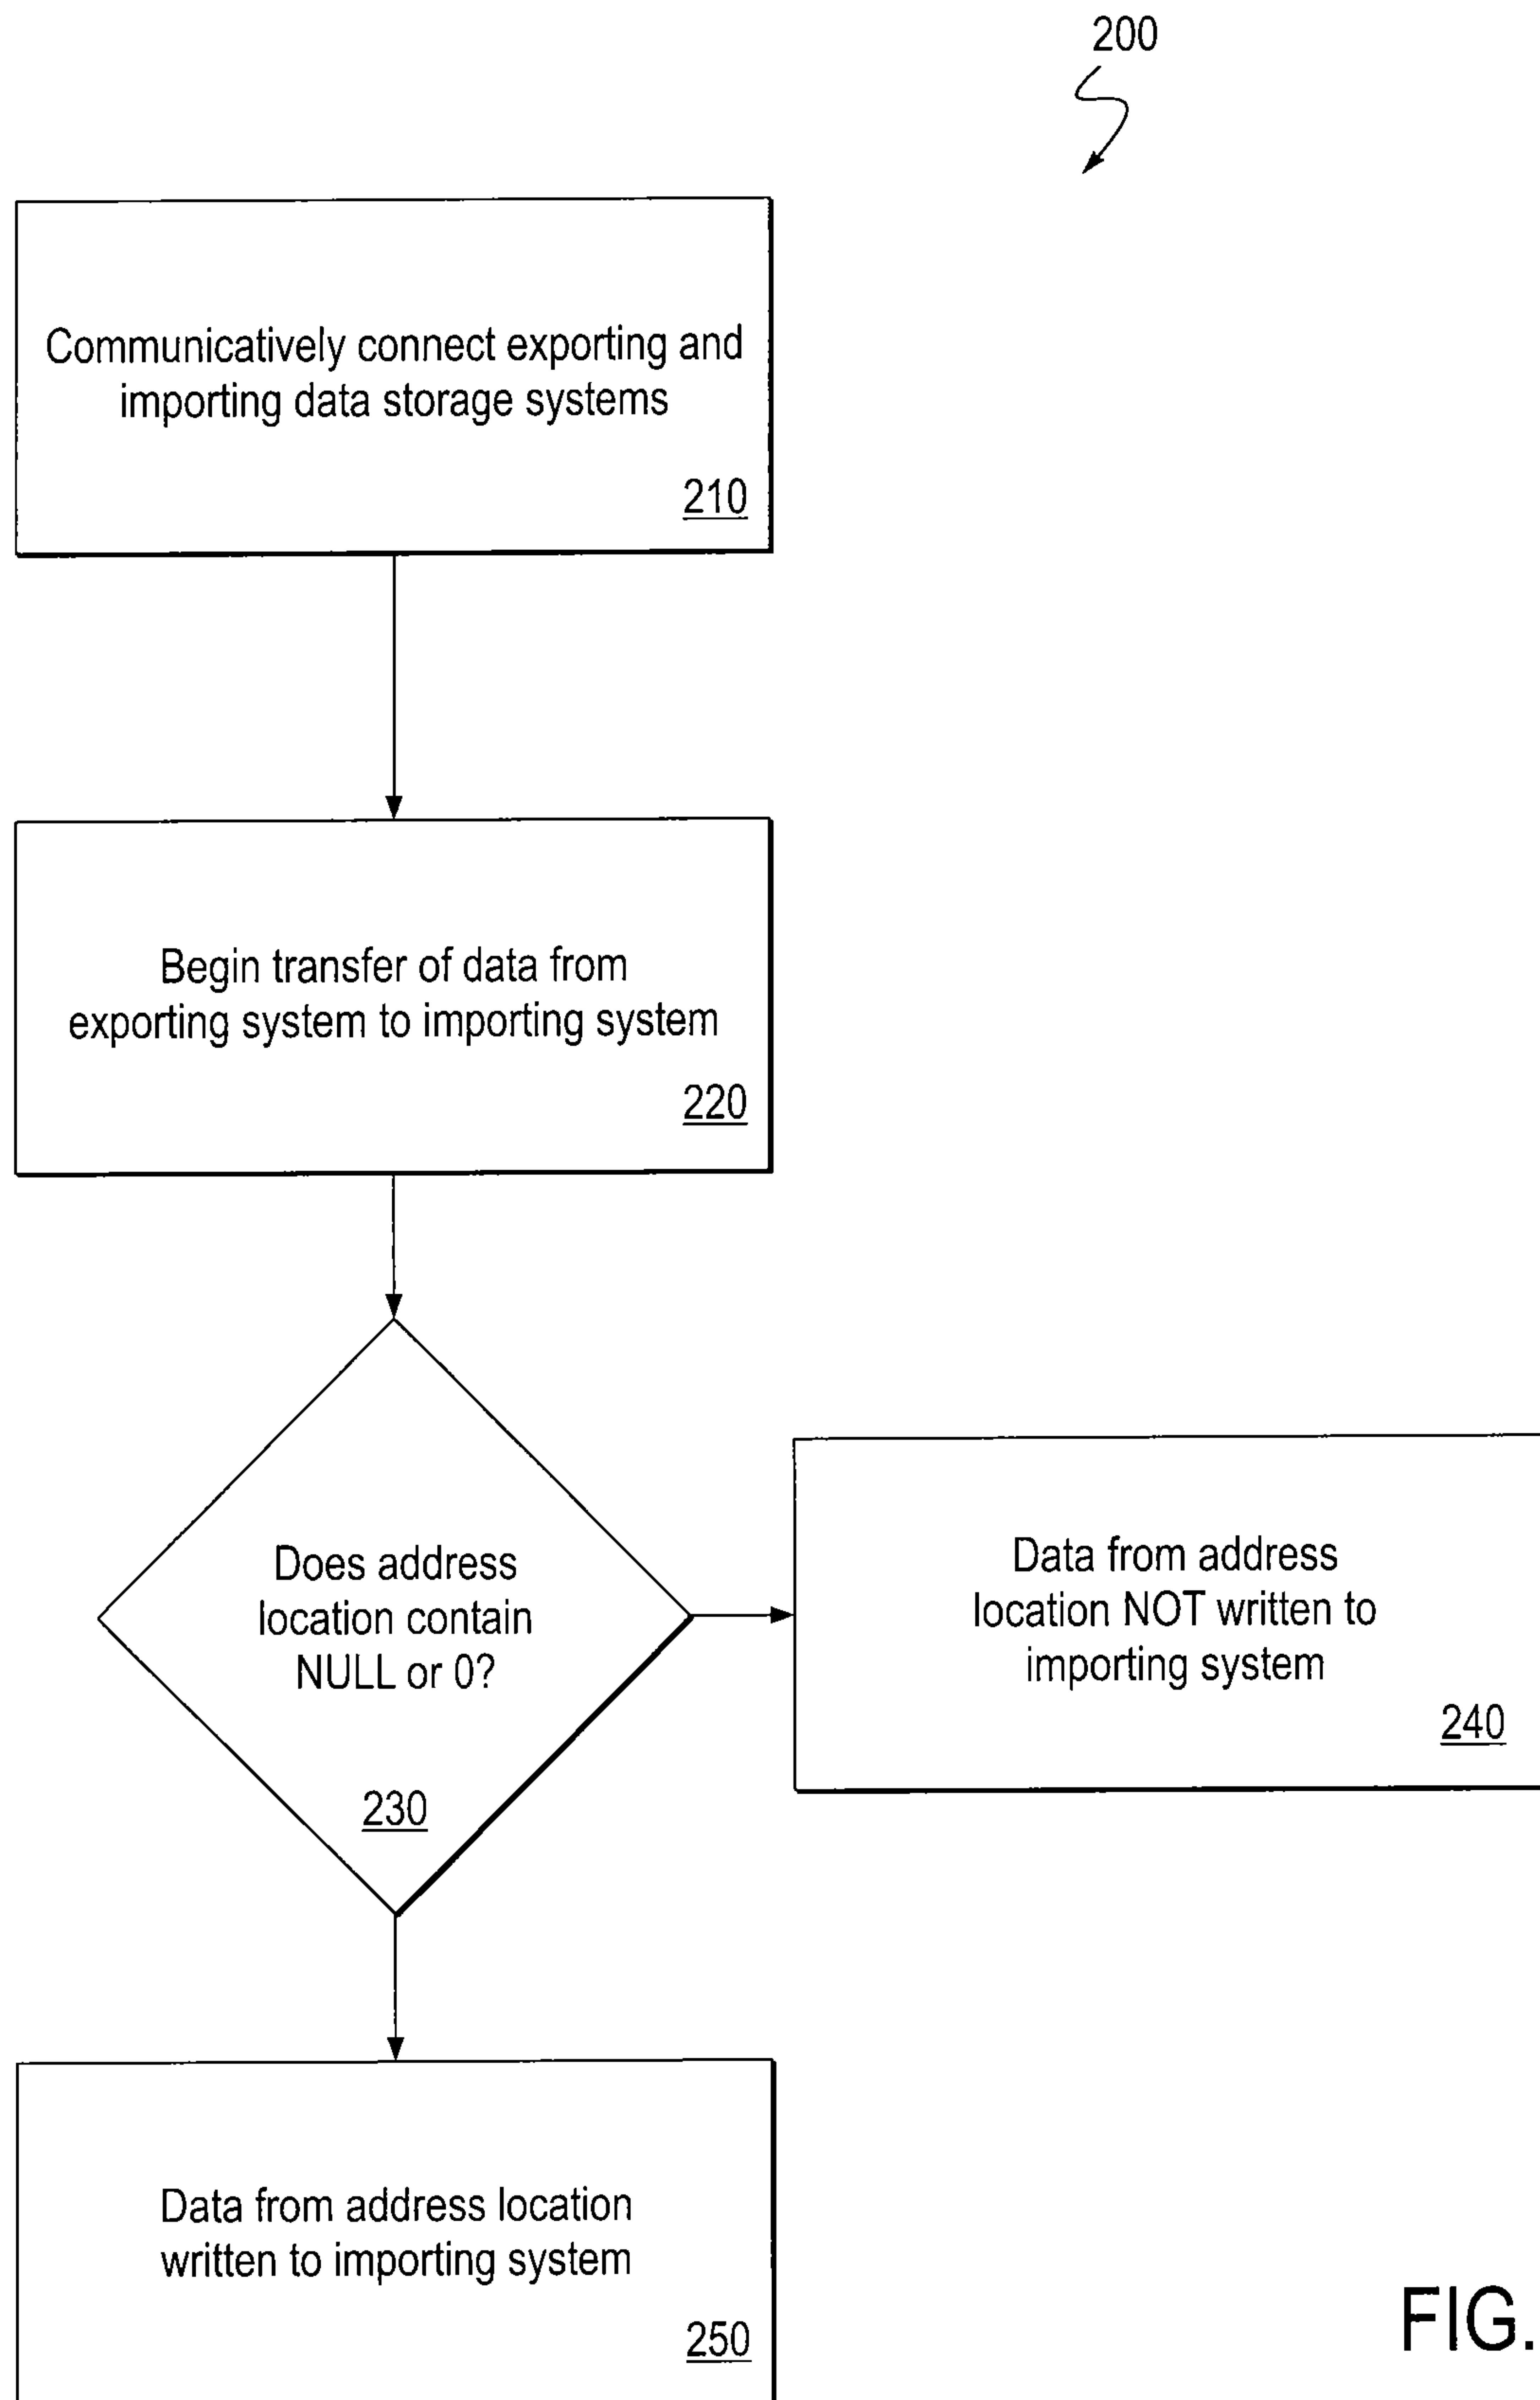 200
Communicatively connect exporting and
importing data storage systems
210
Begin transfer of data from
exporting system to importing system
220
Does address
location contain
NULL or 0?
230
Data from address
location NOT written to
importing system
240
Data from address location
written to importing system
250
FIG.